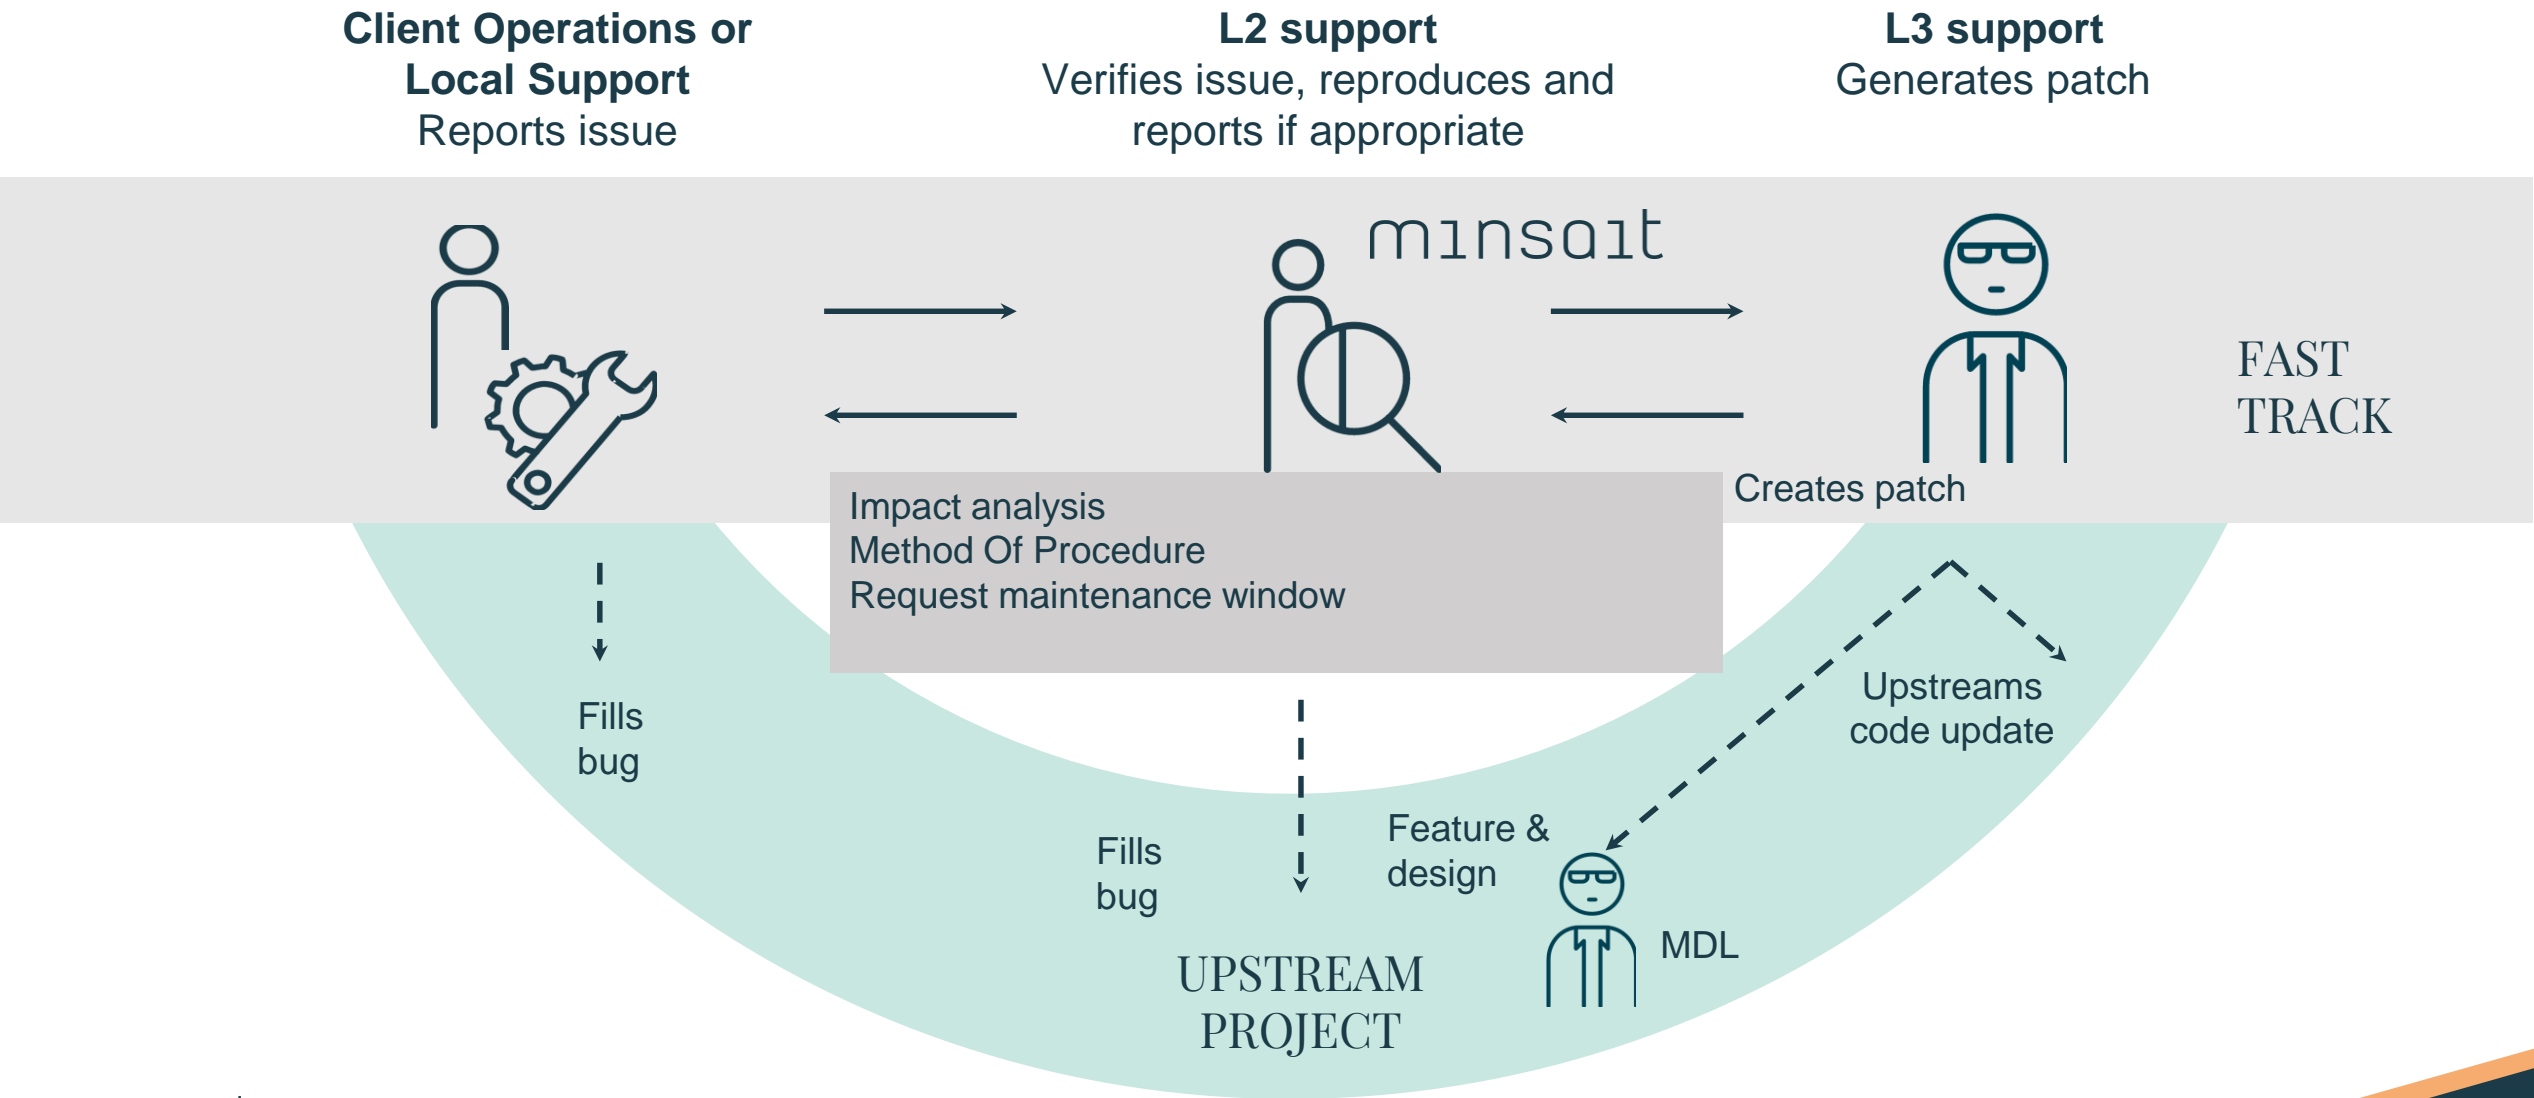 Client Operations or
Local Support
Reports issue
L2 support
Verifies issue, reproduces and
reports if appropriate
L3 support
Generates patch
minsait
FAST
TRACK
Creates patch
Impact analysis
Method Of Procedure
Request maintenance window
Fills
bug
Upstreams
code update
Fills
bug
Feature &
design
MDL
UPSTREAM
PROJECT